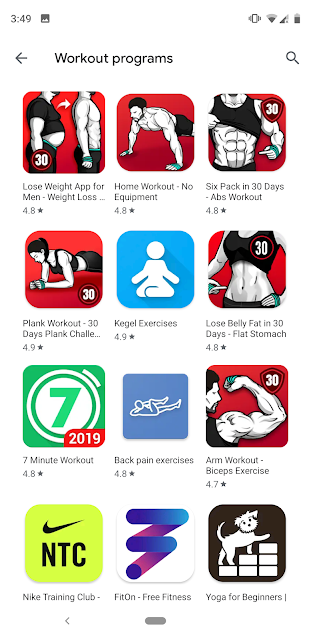 3:49
Workout programs
30
Lose Weight App for
Men - Weight Loss ...
4.8 ★
Home Workout - No
Equipment
4.8 ★
30
Six Pack in 30 Days
- Abs Workout
4.8 ★
30
Plank Workout - 30
Days Plank Challe...
4.9 ★
Kegel Exercises
4.9 ★
30
Lose Belly Fat in 30
Days - Flat Stomach
4.8 ★
7
2019
7 Minute Workout
4.8 ★
Back pain exercises
4.8 ★
30
Arm Workout -
Biceps Exercise
4.7 ★
NTC
Nike Training Club -
FitOn - Free Fitness
Yoga for Beginners |